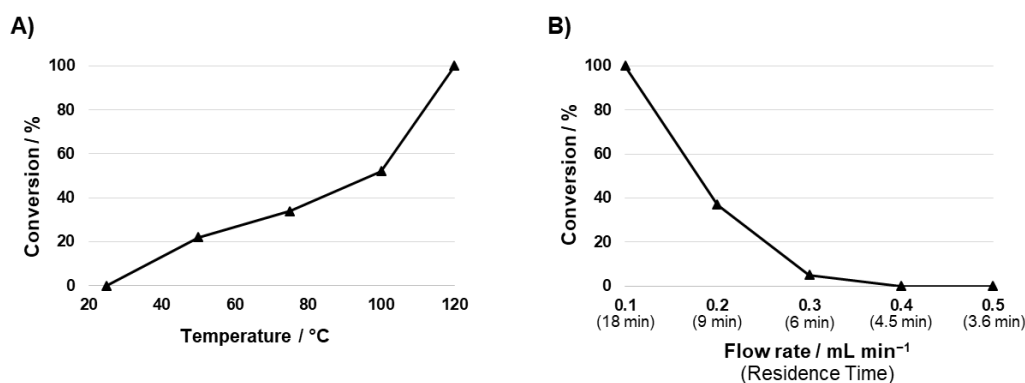 A)
Conversion / %
100
80
60
40
20
0
20 40 60 80 100 120
Temperature / °C
B)
Conversion / %
100
80
60
40
20
0
0.1 0.2 0.3 0.4 0.5
(18 min) (9 min) (6 min) (4.5 min) (3.6 min)
Flow rate / mL min⁻¹
(Residence Time)